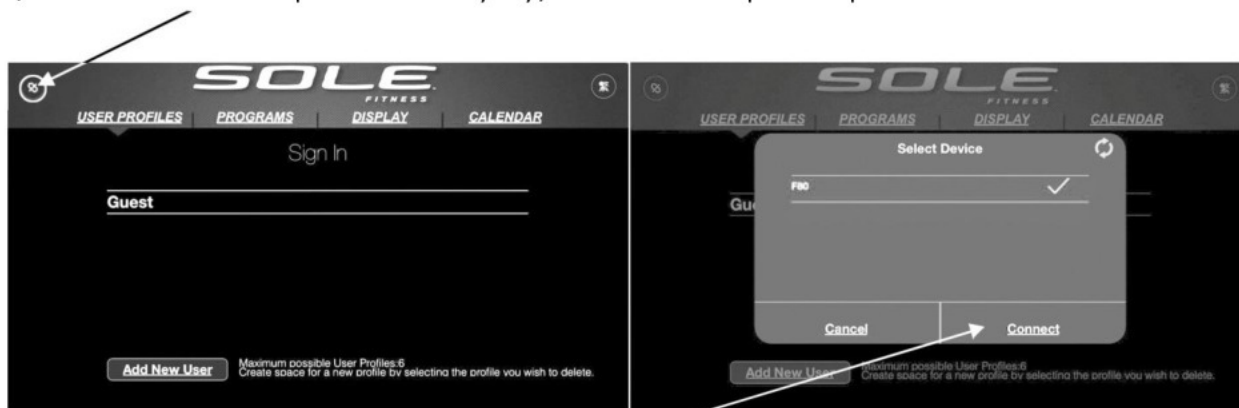 SOLE
FITNESS
USER PROFILES PROGRAMS DISPLAY CALENDAR
Sign In
Guest
Add New User
Maximum possible User Profiles:6
Create space for a new profile by selecting the profile you wish to delete.
SOLE
FITNESS
USER PROFILES PROGRAMS DISPLAY CALENDAR
Select Device
F80
Gu
Cancel Connect
Add New User
Maximum possible User Profiles:6
Create space for a new profile by selecting the profile you wish to delete.